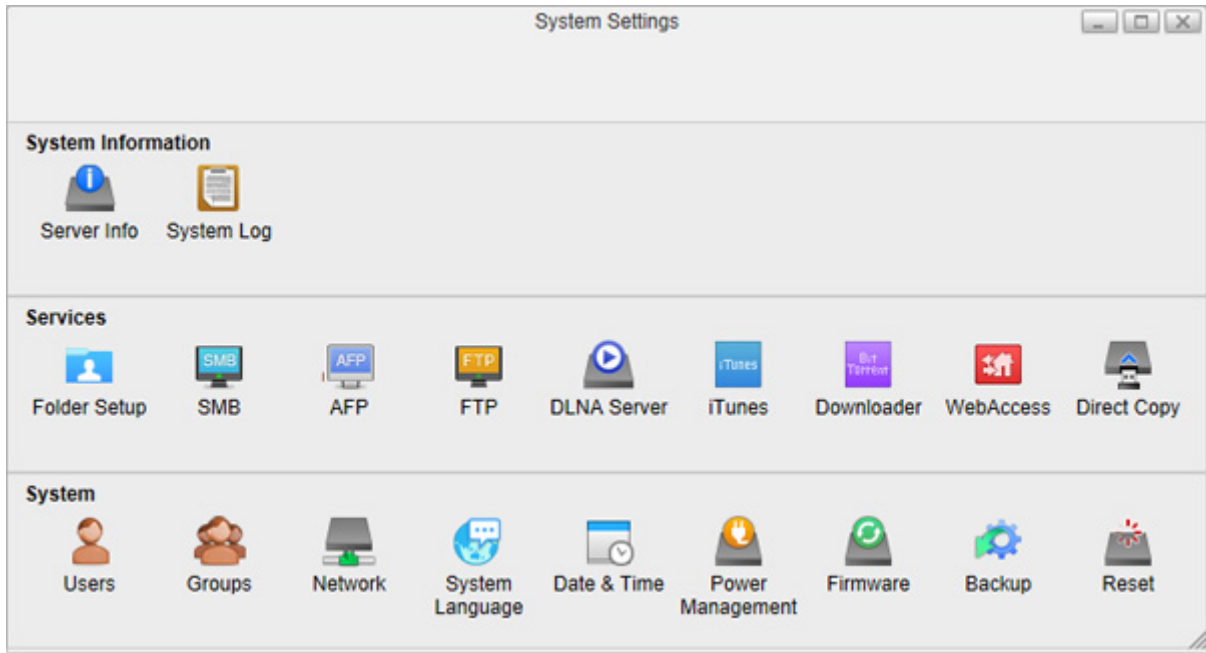 System Settings
System Information
Server Info
System Log
Services
SMB
AFP
FTP
iTunes
Bit
Torrent
Folder Setup
SMB
AFP
FTP
DLNA Server
iTunes
Downloader
WebAccess
Direct Copy
System
Users
Groups
Network
System
Language
Date & Time
Power
Management
Firmware
Backup
Reset